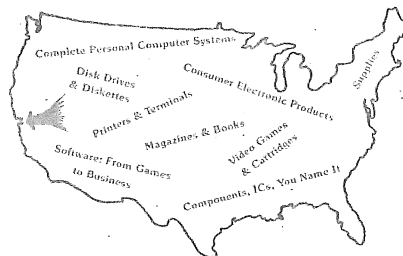 Complete Personal Computer Systems
Disk Drives
& Diskettes
Consumer Electronic Products
Supplies
Printers & Terminals
Magazines & Books
Software: From Games
to Business
Video Games
& Cartridges
Components, ICs, You Name It